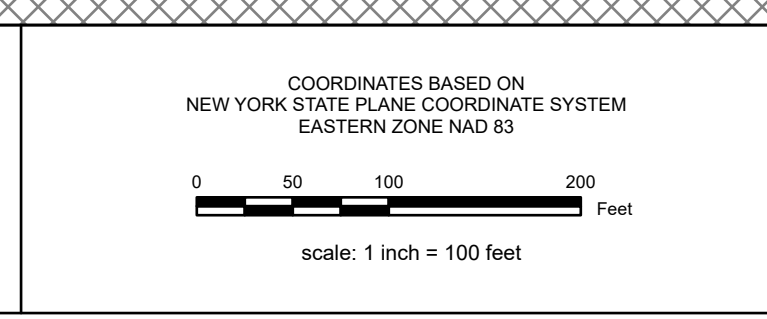 COORDINATES BASED ON
NEW YORK STATE PLANE COORDINATE SYSTEM
EASTERN ZONE NAD 83
0 50 100 200
Feet
scale: 1 inch = 100 feet